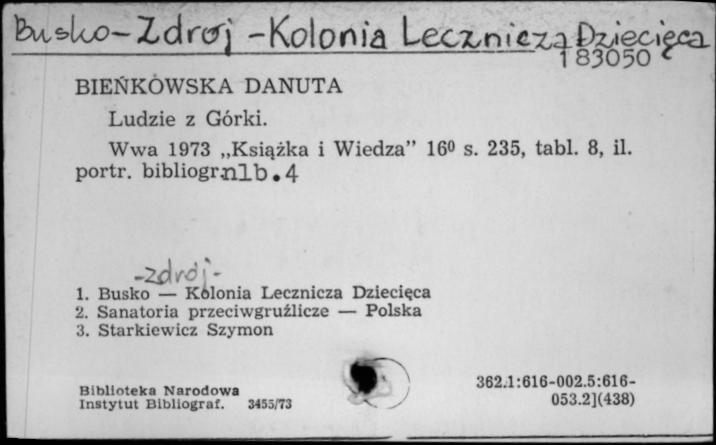 Busko-Zdrój - Kolonia Lecznicza Dziecięca
183050
BIEŃKOWSKA DANUTA
Ludzie z Górki.
Wwa 1973 „Książka i Wiedza” 16⁰ s. 235, tabl. 8, il.
portr. bibliogr. nlb. 4
-zdrój-
1. Busko — Kolonia Lecznicza Dziecięca
2. Sanatoria przeciwgruźlicze — Polska
3. Starkiewicz Szymon
362.1:616-002.5:616-
053.2](438)
Biblioteka Narodowa
Instytut Bibliograf. 3455/73